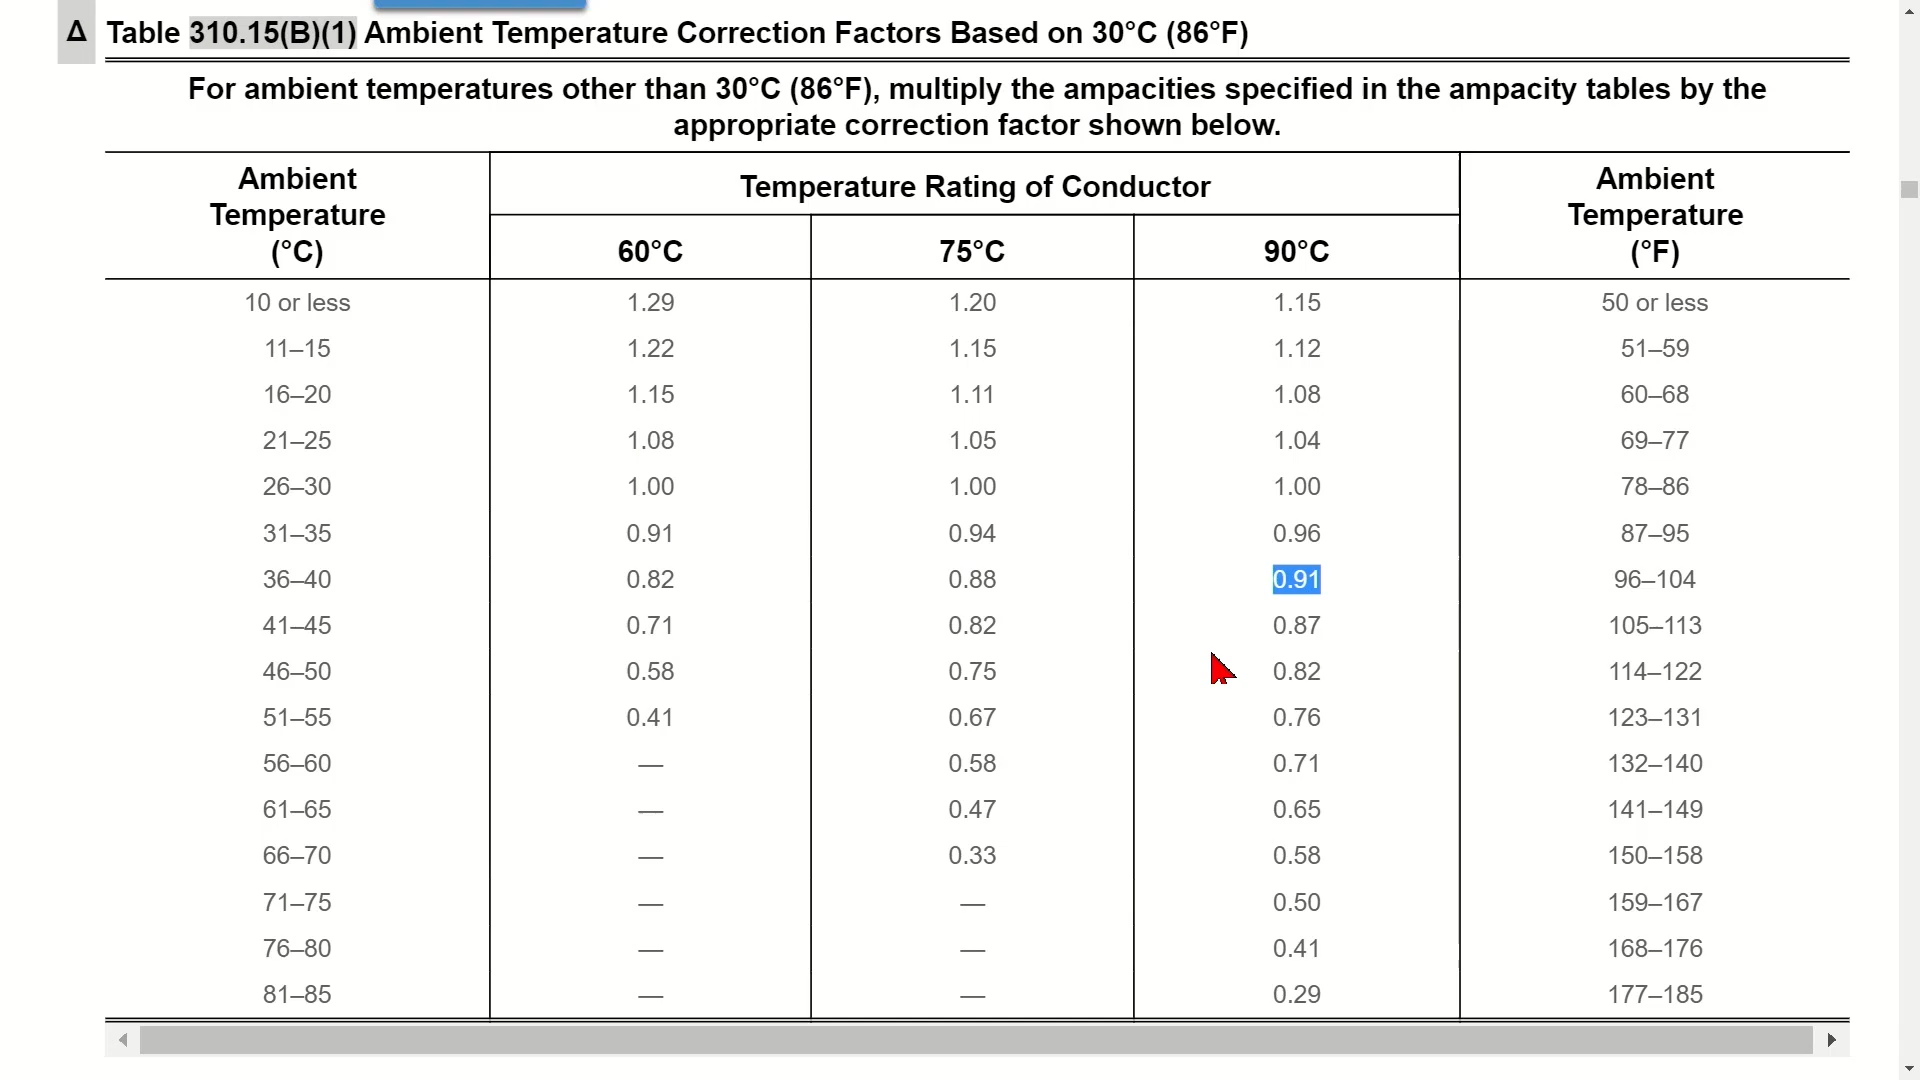 Δ Table 310.15(B)(1) Ambient Temperature Correction Factors Based on 30°C (86°F)
For ambient temperatures other than 30°C (86°F), multiply the ampacities specified in the ampacity tables by the
appropriate correction factor shown below.
Ambient Temperature (°C) Temperature Rating of Conductor Ambient Temperature (°F)
60°C 75°C 90°C
10 or less 1.29 1.20 1.15 50 or less
11–15 1.22 1.15 1.12 51–59
16–20 1.15 1.11 1.08 60–68
21–25 1.08 1.05 1.04 69–77
26–30 1.00 1.00 1.00 78–86
31–35 0.91 0.94 0.96 87–95
36–40 0.82 0.88 0.91 96–104
41–45 0.71 0.82 0.87 105–113
46–50 0.58 0.75 0.82 114–122
51–55 0.41 0.67 0.76 123–131
56–60 — 0.58 0.71 132–140
61–65 — 0.47 0.65 141–149
66–70 — 0.33 0.58 150–158
71–75 — — 0.50 159–167
76–80 — — 0.41 168–176
81–85 — — 0.29 177–185